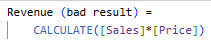 Revenue (bad result) =
CALCULATE([Sales]*[Price])